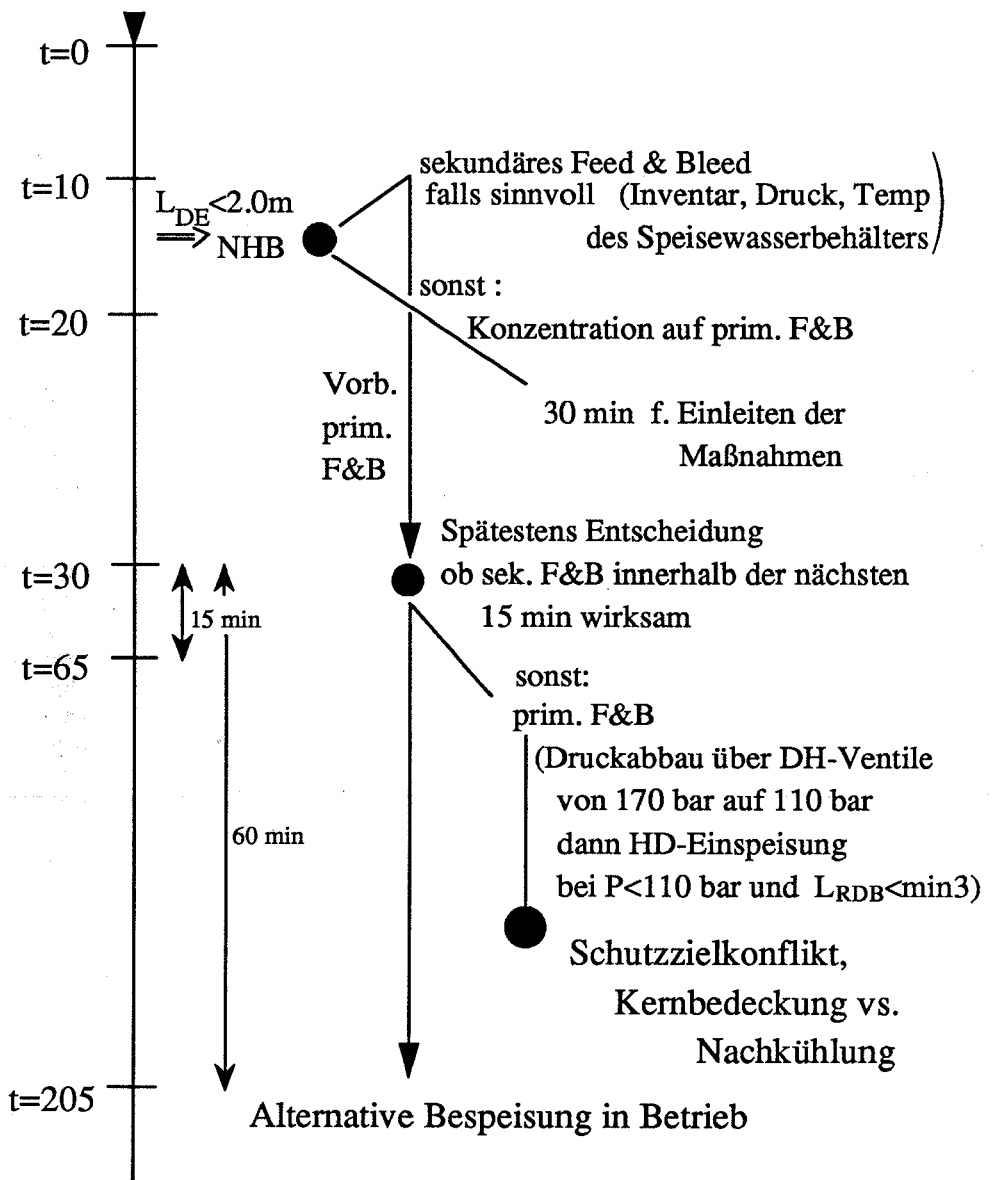 t=0
t=10
L_DE<2.0m
NHB
sekundäres Feed & Bleed
falls sinnvoll (Inventar, Druck, Temp
des Speisewasserbehälters)
sonst :
t=20
Konzentration auf prim. F&B
Vorb.
prim.
F&B
30 min f. Einleiten der
Maßnahmen
Spätestens Entscheidung
t=30
ob sek. F&B innerhalb der nächsten
15 min wirksam
15 min
t=65
sonst:
prim. F&B
(Druckabbau über DH-Ventile
von 170 bar auf 110 bar
dann HD-Einspeisung
bei P<110 bar und L_RDB<min3)
60 min
Schutzzielkonflikt,
Kernbedeckung vs.
Nachkühlung
t=205
Alternative Bespeisung in Betrieb